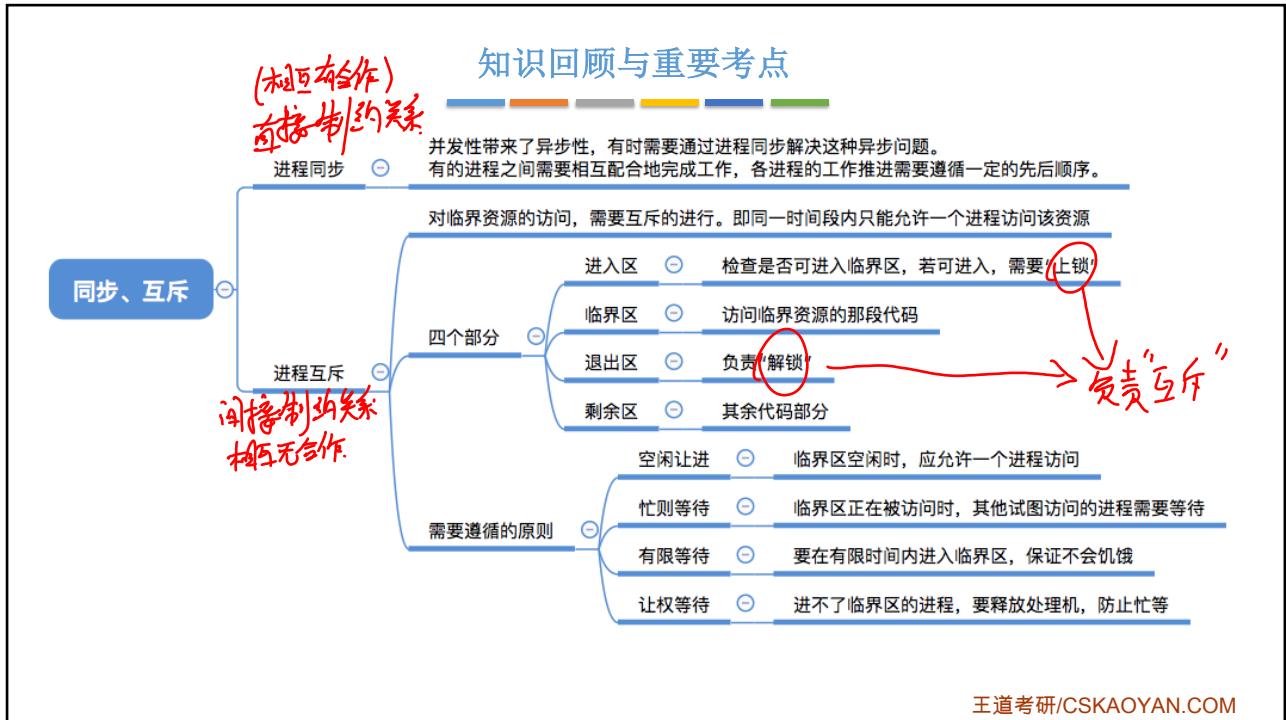 知识回顾与重要考点
(相互有合作)
直接制约关系
并发性带来了异步性，有时需要通过进程同步解决这种异步问题。
进程同步
有的进程之间需要相互配合地完成工作，各进程的工作推进需要遵循一定的先后顺序。
对临界资源的访问，需要互斥的进行。即同一时间段内只能允许一个进程访问该资源
同步、互斥
进程互斥
间接制约关系
相互无合作
四个部分
进入区
检查是否可进入临界区，若可进入，需要“上锁”
临界区
访问临界资源的那段代码
退出区
负责“解锁”
负责“互斥”
剩余区
其余代码部分
需要遵循的原则
空闲让进
临界区空闲时，应允许一个进程访问
忙则等待
临界区正在被访问时，其他试图访问的进程需要等待
有限等待
要在有限时间内进入临界区，保证不会饥饿
让权等待
进不了临界区的进程，要释放处理机，防止忙等
王道考研/CSKAOYAN.COM